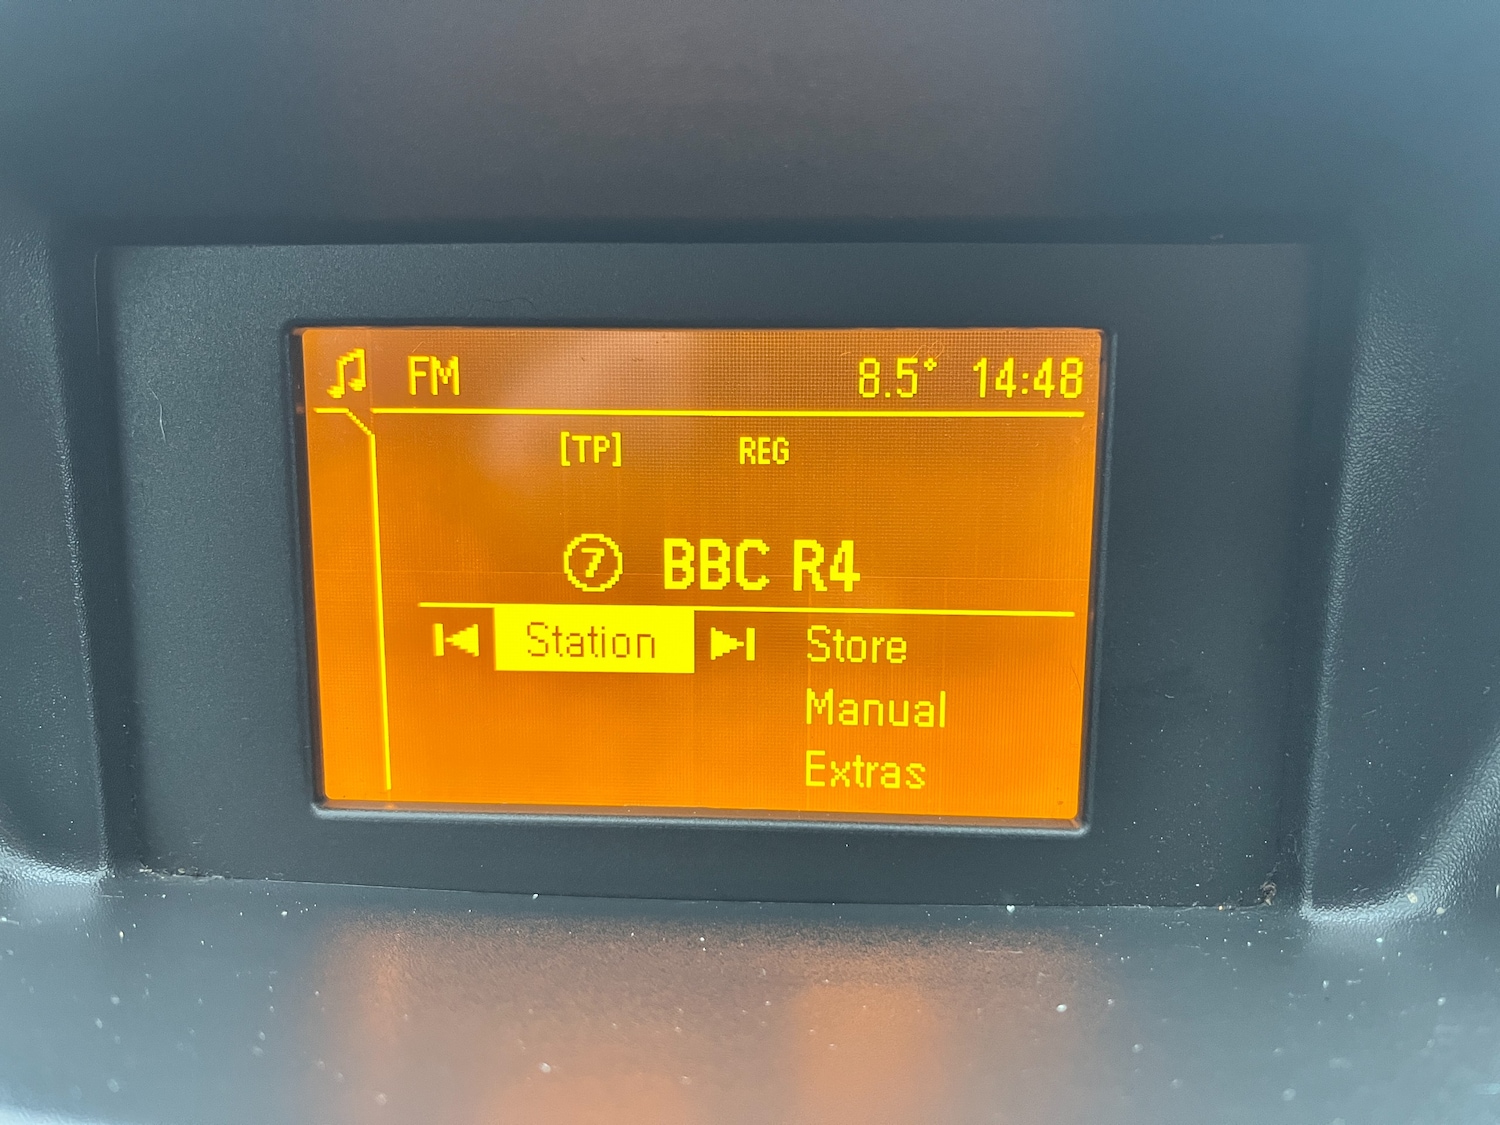 FM 8.5° 14:48
[TP] REG
7 BBC R4
Station Store
Manual
Extras